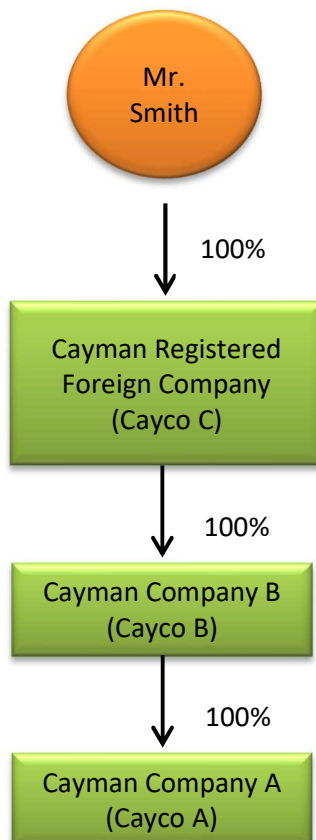 Mr.
Smith
100%
Cayman Registered
Foreign Company
(Cayco C)
100%
Cayman Company B
(Cayco B)
100%
Cayman Company A
(Cayco A)